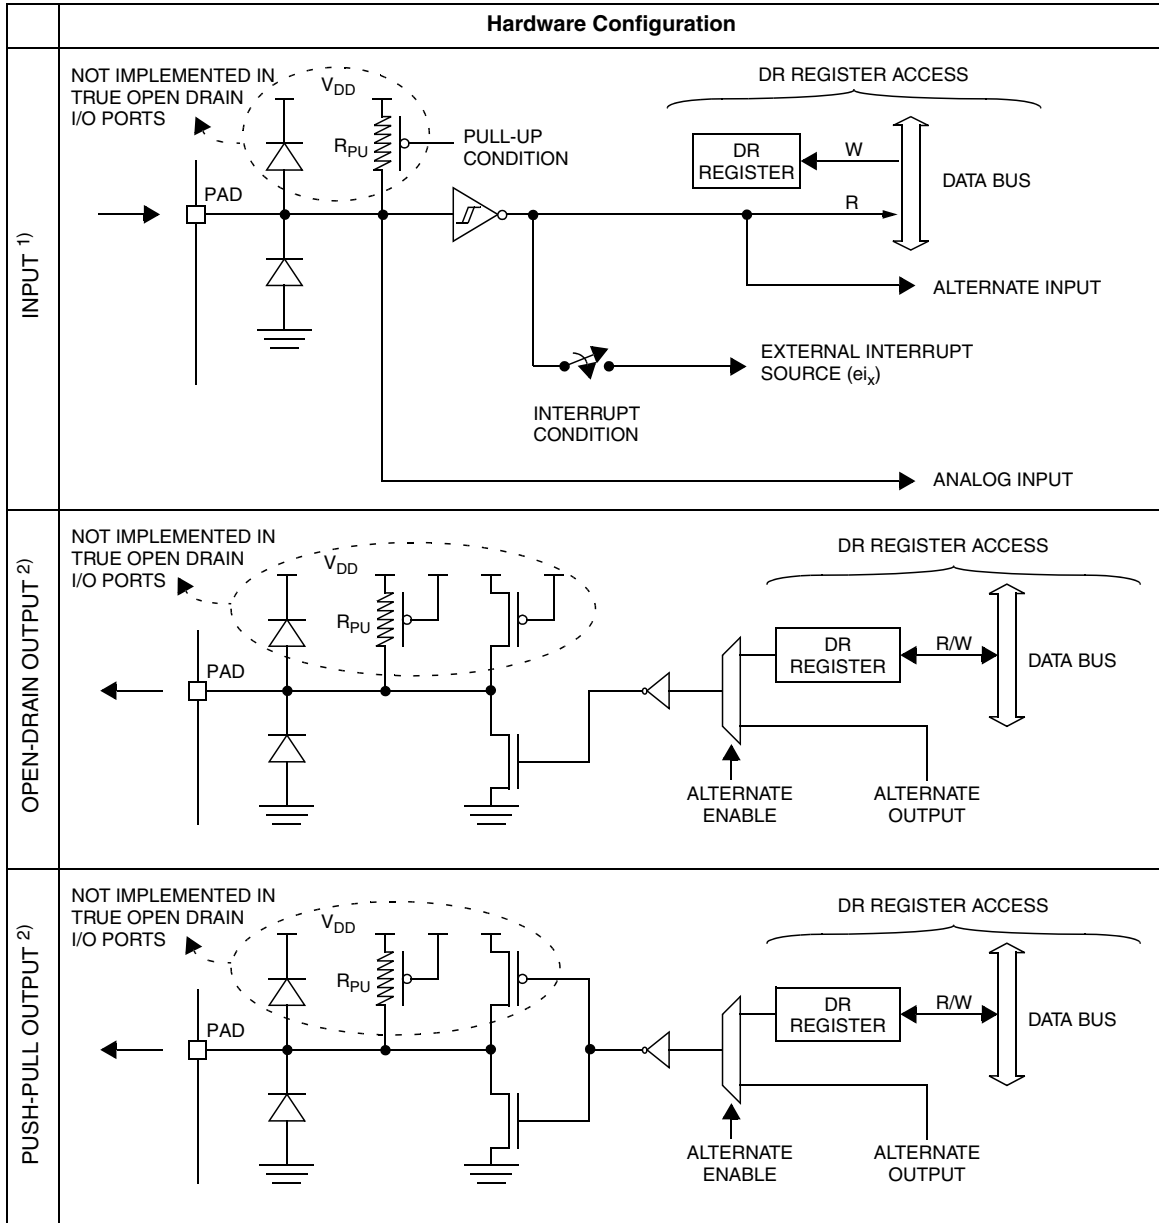 Hardware Configuration
INPUT 1)
NOT IMPLEMENTED IN
TRUE OPEN DRAIN
I/O PORTS
VDD
RPU
PULL-UP
CONDITION
PAD
DR REGISTER ACCESS
DR
REGISTER
W
R
DATA BUS
ALTERNATE INPUT
EXTERNAL INTERRUPT
SOURCE (eix)
INTERRUPT
CONDITION
ANALOG INPUT
OPEN-DRAIN OUTPUT 2)
NOT IMPLEMENTED IN
TRUE OPEN DRAIN
I/O PORTS
VDD
RPU
PAD
DR REGISTER ACCESS
DR
REGISTER
R/W
DATA BUS
ALTERNATE
ENABLE
ALTERNATE
OUTPUT
PUSH-PULL OUTPUT 2)
NOT IMPLEMENTED IN
TRUE OPEN DRAIN
I/O PORTS
VDD
RPU
PAD
DR REGISTER ACCESS
DR
REGISTER
R/W
DATA BUS
ALTERNATE
ENABLE
ALTERNATE
OUTPUT